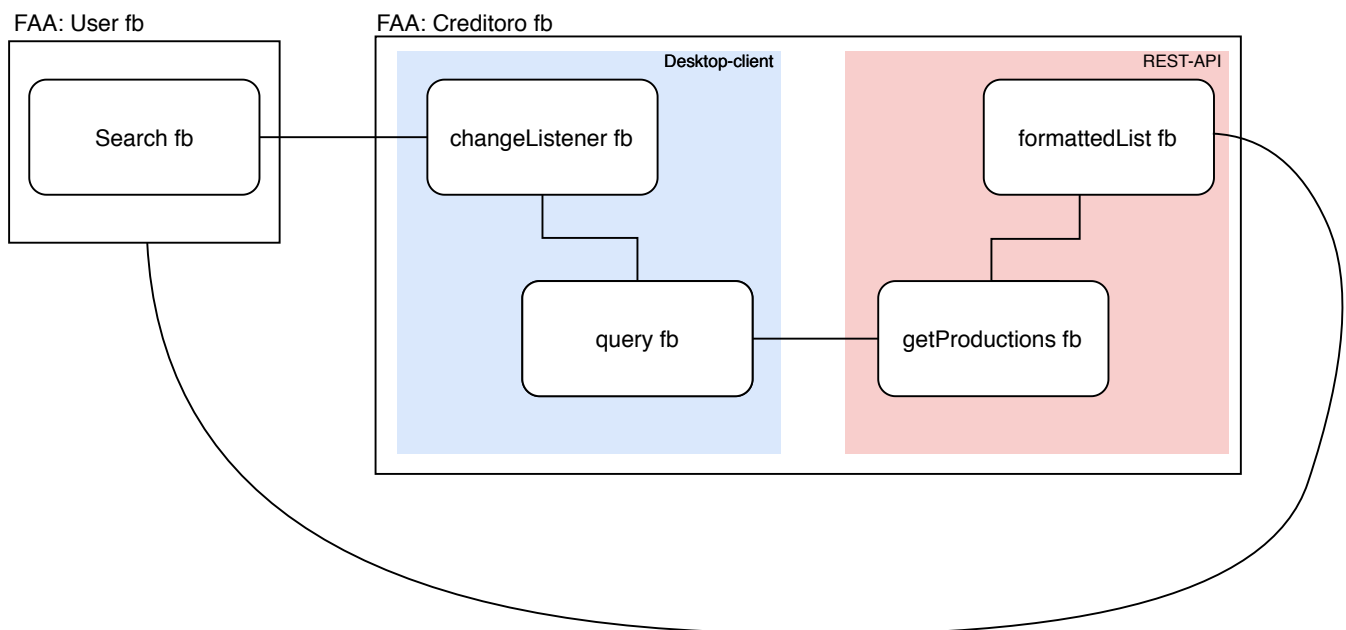 FAA: User fb
FAA: Creditoro fb
Desktop-client
REST-API
Search fb
changeListener fb
formattedList fb
query fb
getProductions fb